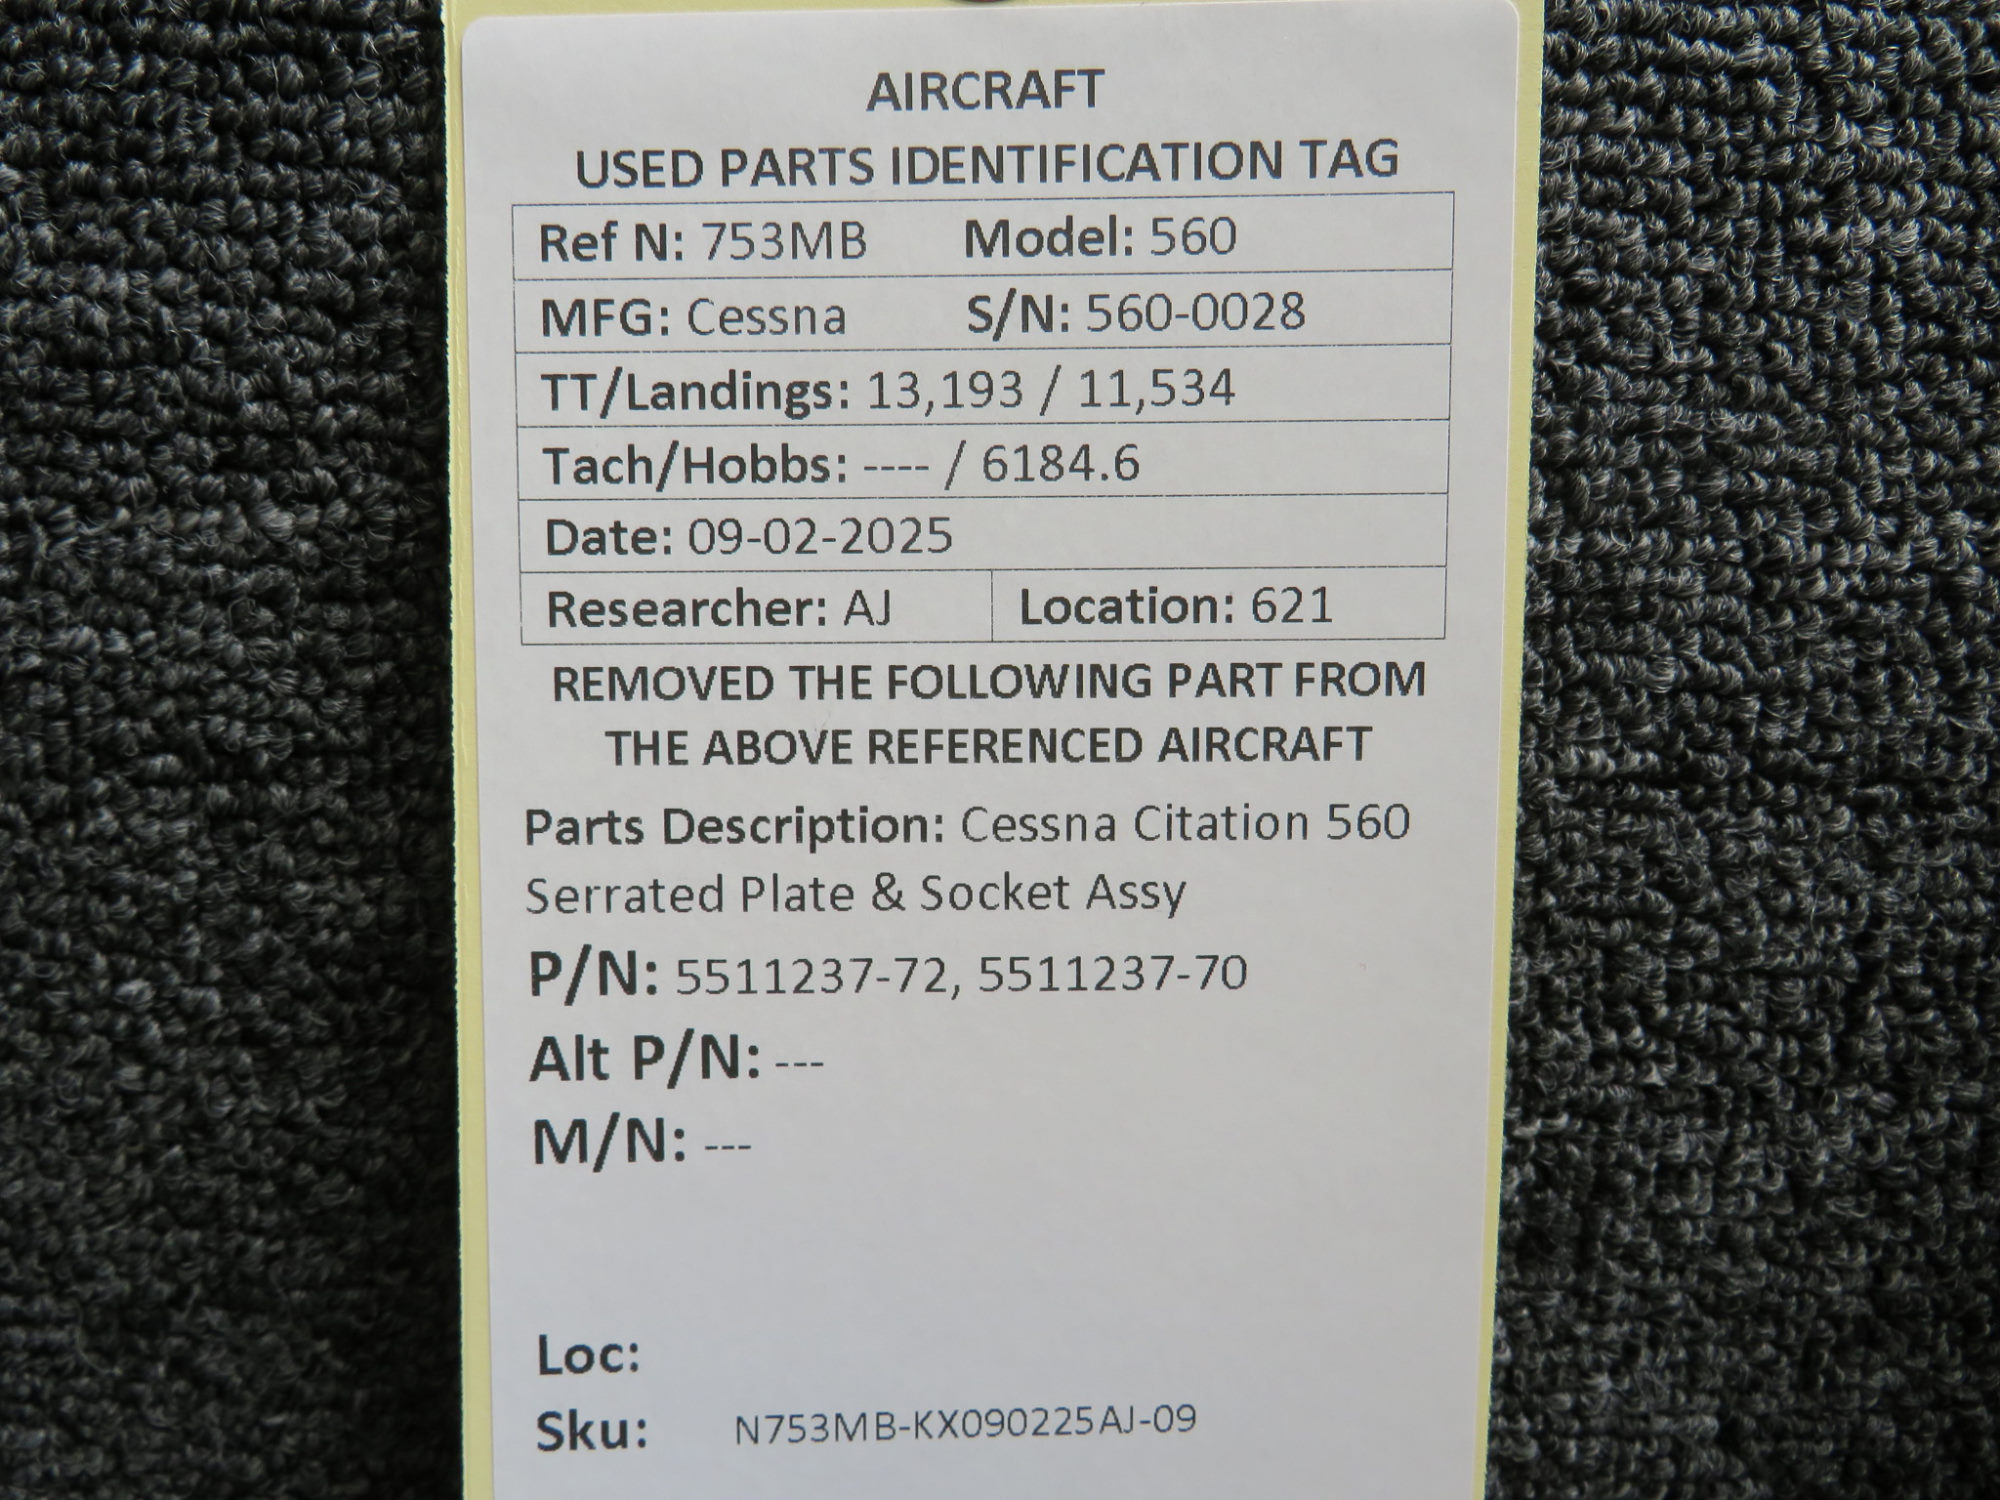 AIRCRAFT
USED PARTS IDENTIFICATION TAG
Ref N: 753MB Model: 560
MFG: Cessna S/N: 560-0028
TT/Landings: 13,193 / 11,534
Tach/Hobbs: ---- / 6184.6
Date: 09-02-2025
Researcher: AJ Location: 621
REMOVED THE FOLLOWING PART FROM
THE ABOVE REFERENCED AIRCRAFT
Parts Description: Cessna Citation 560
Serrated Plate & Socket Assy
P/N: 5511237-72, 5511237-70
Alt P/N: ---
M/N: ---
Loc:
Sku: N753MB-KX090225AJ-09